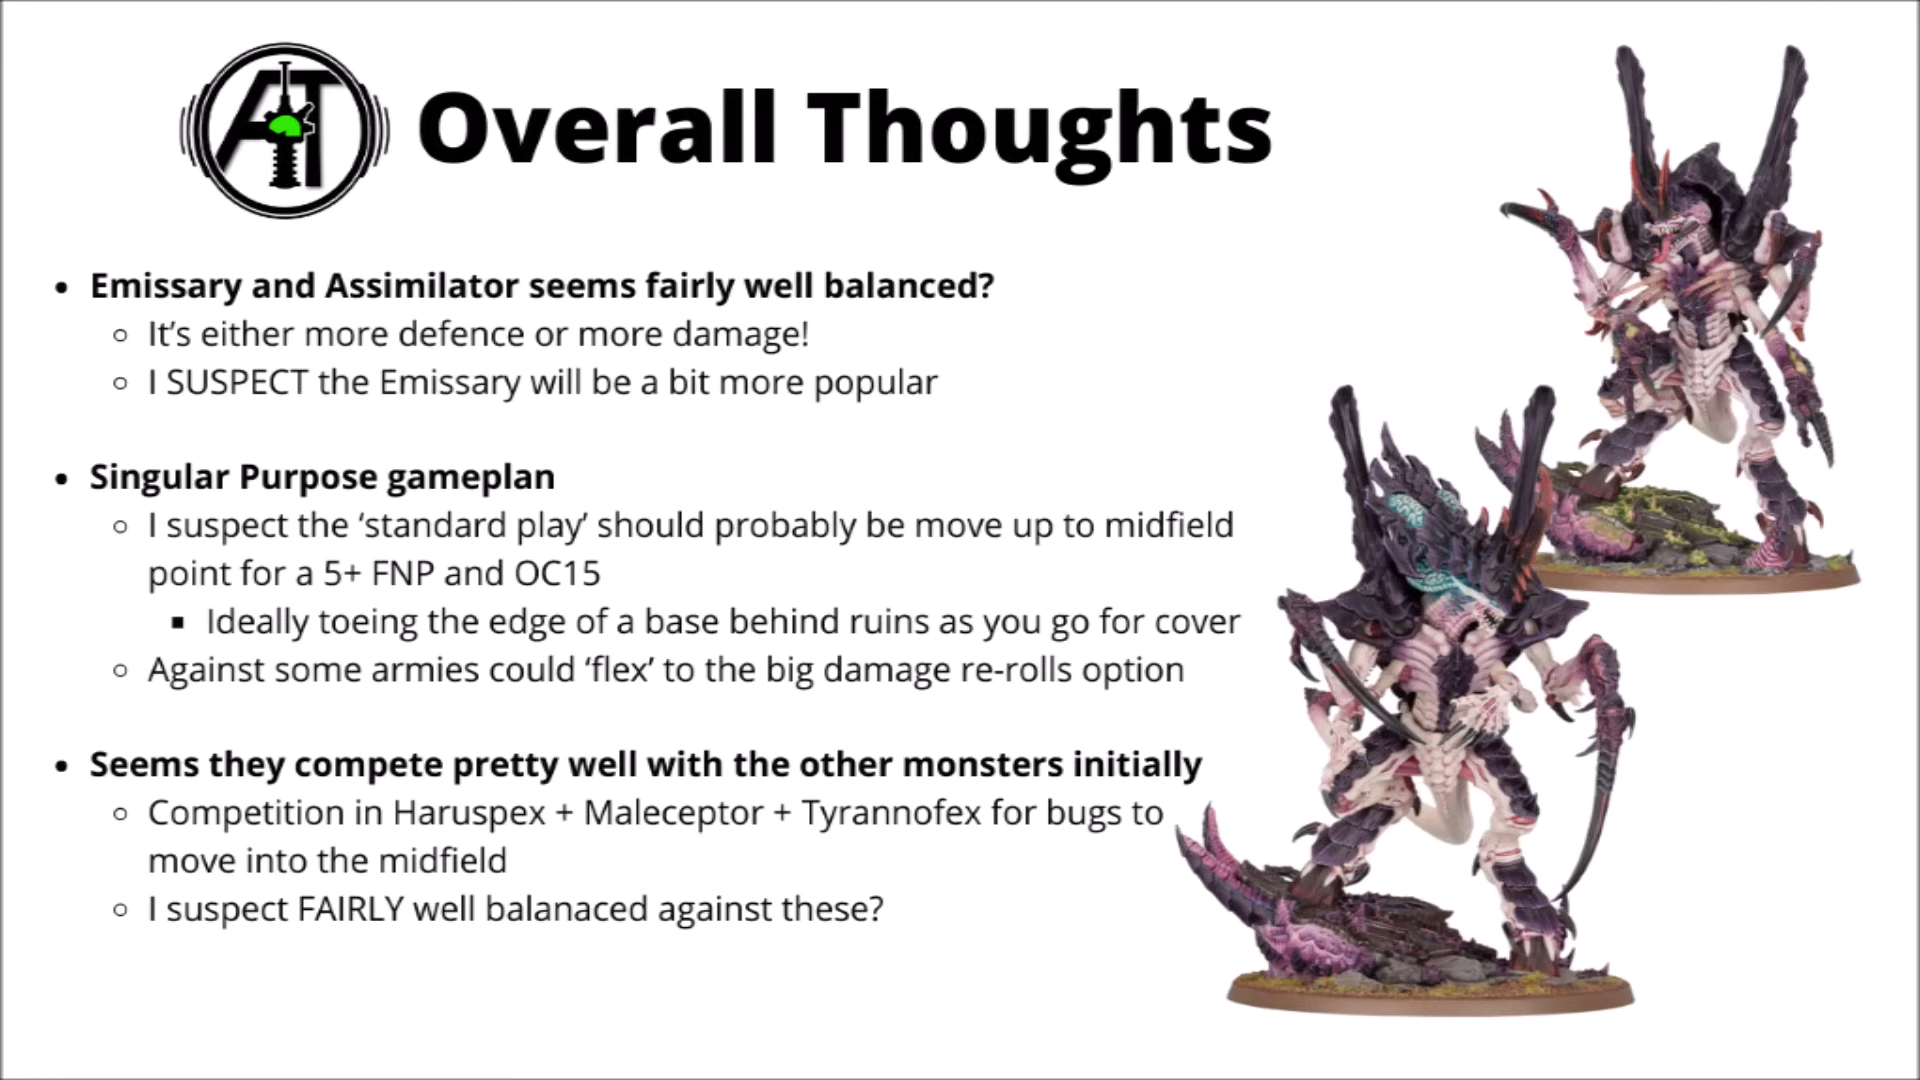 AT
Overall Thoughts
• Emissary and Assimilator seems fairly well balanced?
○ It’s either more defence or more damage!
○ I SUSPECT the Emissary will be a bit more popular
• Singular Purpose gameplan
○ I suspect the ‘standard play’ should probably be move up to midfield
point for a 5+ FNP and OC15
▪ Ideally toeing the edge of a base behind ruins as you go for cover
○ Against some armies could ‘flex’ to the big damage re-rolls option
• Seems they compete pretty well with the other monsters initially
○ Competition in Haruspex + Maleceptor + Tyrannofex for bugs to
move into the midfield
○ I suspect FAIRLY well balanaced against these?